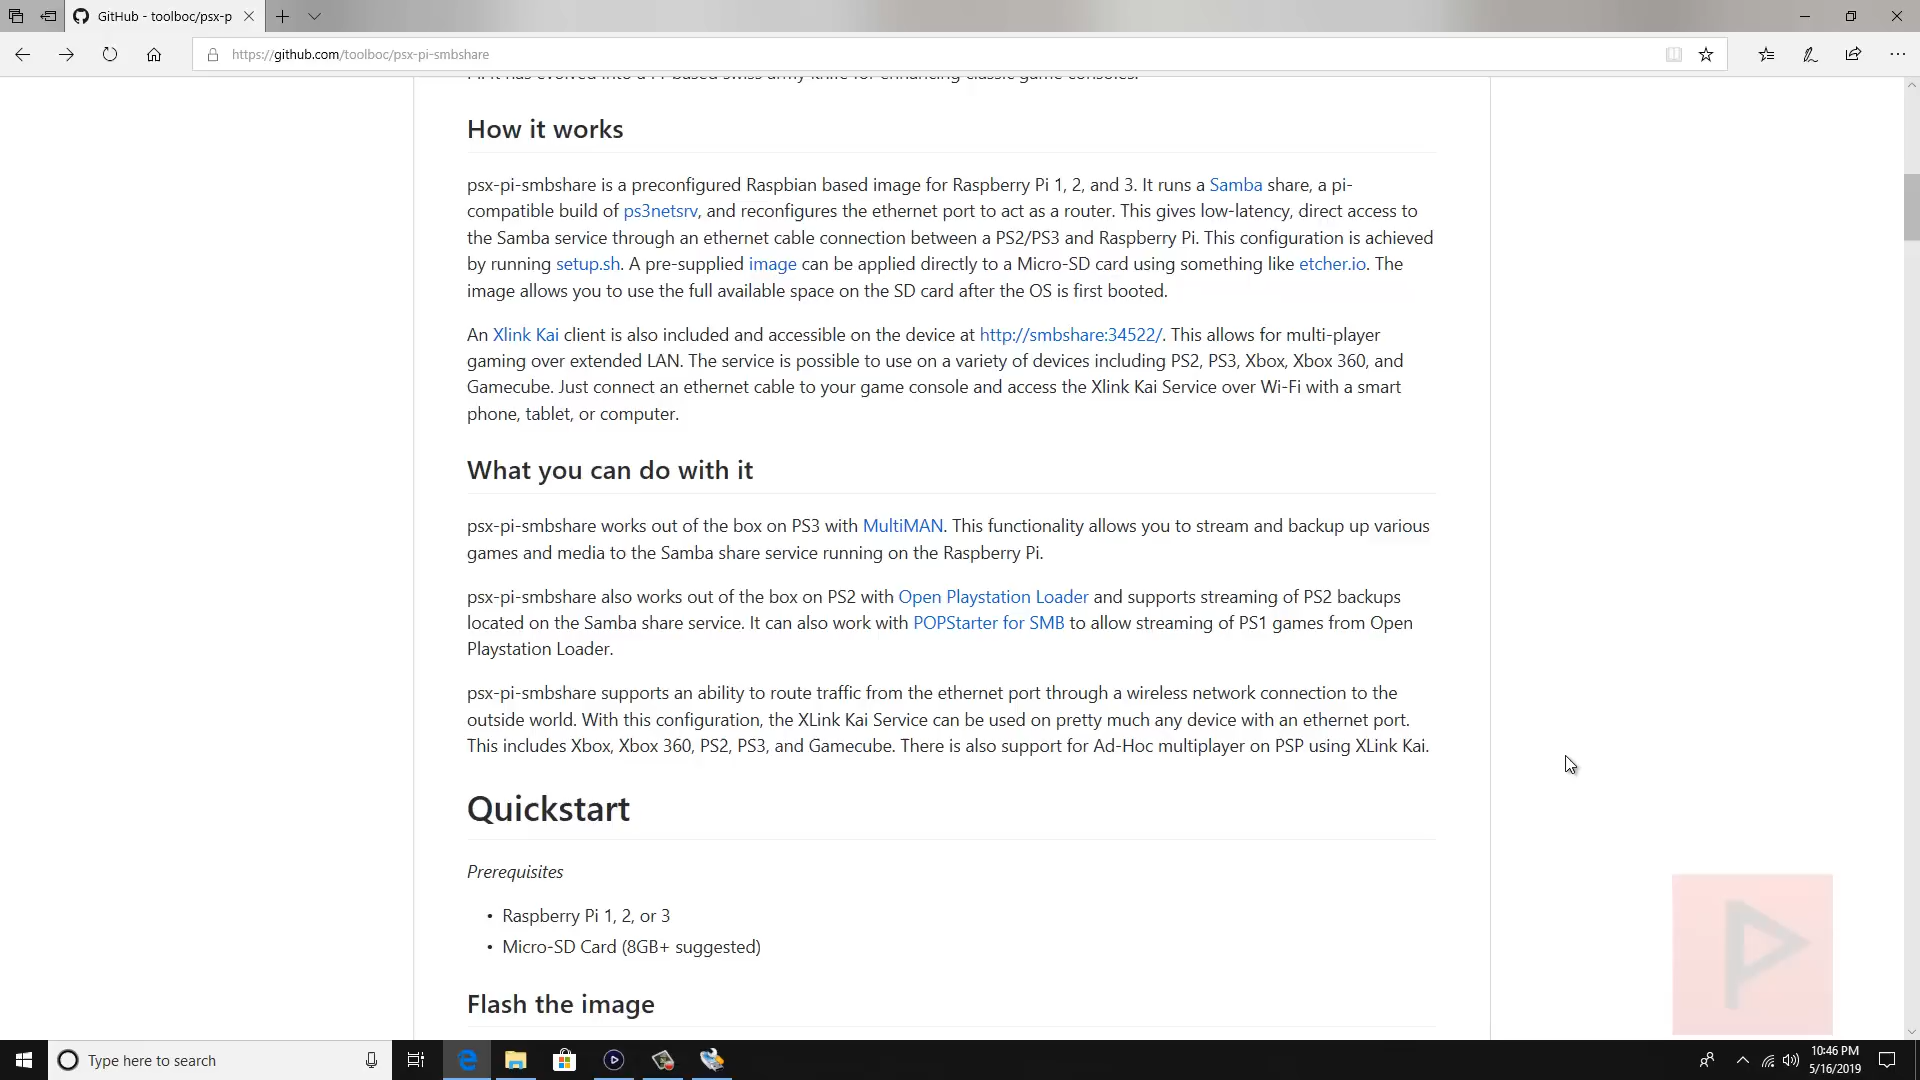 GitHub - toolboc/psx-p
https://github.com/toolboc/psx-pi-smbshare
Pi. It has evolved into a Pi based swiss army knife for enhancing classic game consoles.
How it works
psx-pi-smbshare is a preconfigured Raspbian based image for Raspberry Pi 1, 2, and 3. It runs a Samba share, a pi-
compatible build of ps3netsrv, and reconfigures the ethernet port to act as a router. This gives low-latency, direct access to
the Samba service through an ethernet cable connection between a PS2/PS3 and Raspberry Pi. This configuration is achieved
by running setup.sh. A pre-supplied image can be applied directly to a Micro-SD card using something like etcher.io. The
image allows you to use the full available space on the SD card after the OS is first booted.
An Xlink Kai client is also included and accessible on the device at http://smbshare:34522/. This allows for multi-player
gaming over extended LAN. The service is possible to use on a variety of devices including PS2, PS3, Xbox, Xbox 360, and
Gamecube. Just connect an ethernet cable to your game console and access the Xlink Kai Service over Wi-Fi with a smart
phone, tablet, or computer.
What you can do with it
psx-pi-smbshare works out of the box on PS3 with MultiMAN. This functionality allows you to stream and backup up various
games and media to the Samba share service running on the Raspberry Pi.
psx-pi-smbshare also works out of the box on PS2 with Open Playstation Loader and supports streaming of PS2 backups
located on the Samba share service. It can also work with POPStarter for SMB to allow streaming of PS1 games from Open
Playstation Loader.
psx-pi-smbshare supports an ability to route traffic from the ethernet port through a wireless network connection to the
outside world. With this configuration, the XLink Kai Service can be used on pretty much any device with an ethernet port.
This includes Xbox, Xbox 360, PS2, PS3, and Gamecube. There is also support for Ad-Hoc multiplayer on PSP using XLink Kai.
Quickstart
Prerequisites
• Raspberry Pi 1, 2, or 3
• Micro-SD Card (8GB+ suggested)
Flash the image
Type here to search
10:46 PM
5/16/2019